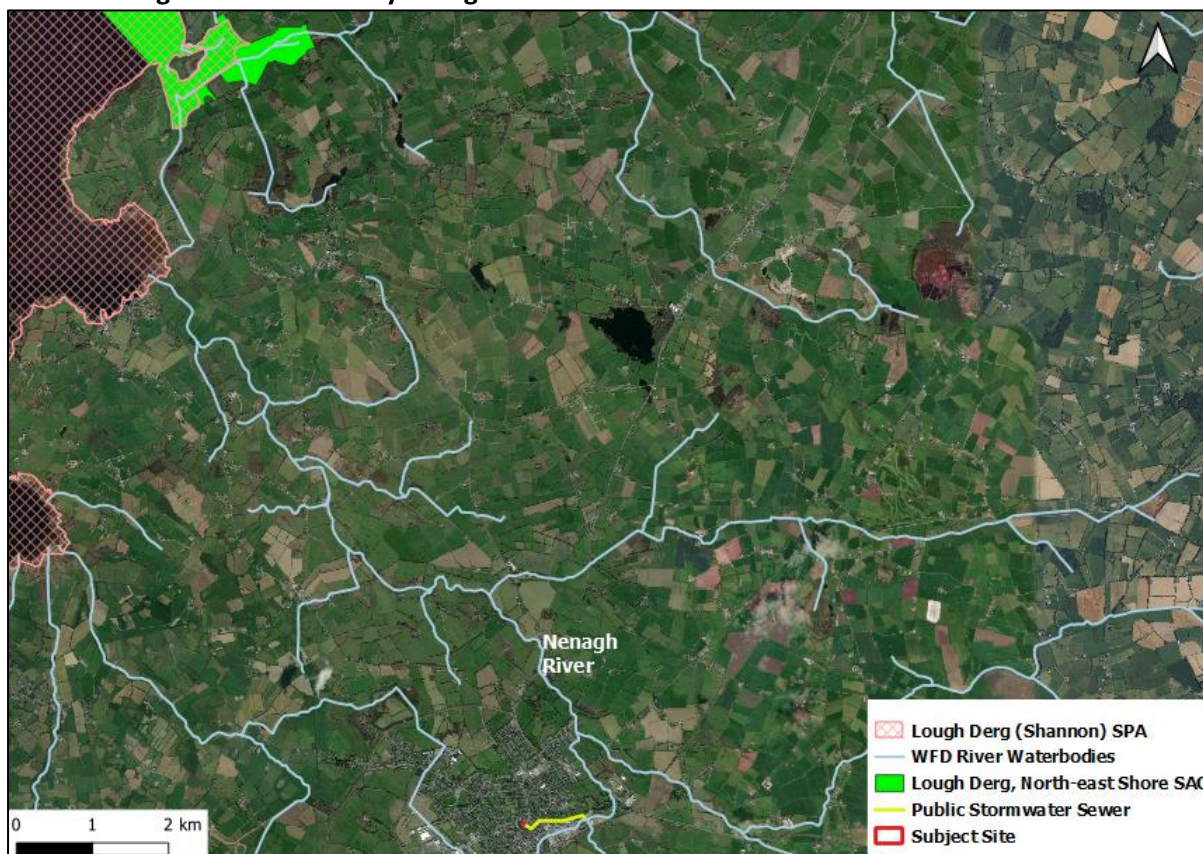 Nenagh
River
Lough Derg (Shannon) SPA
WFD River Waterbodies
Lough Derg, North-east Shore SAC
Public Stormwater Sewer
Subject Site
0 1 2 km